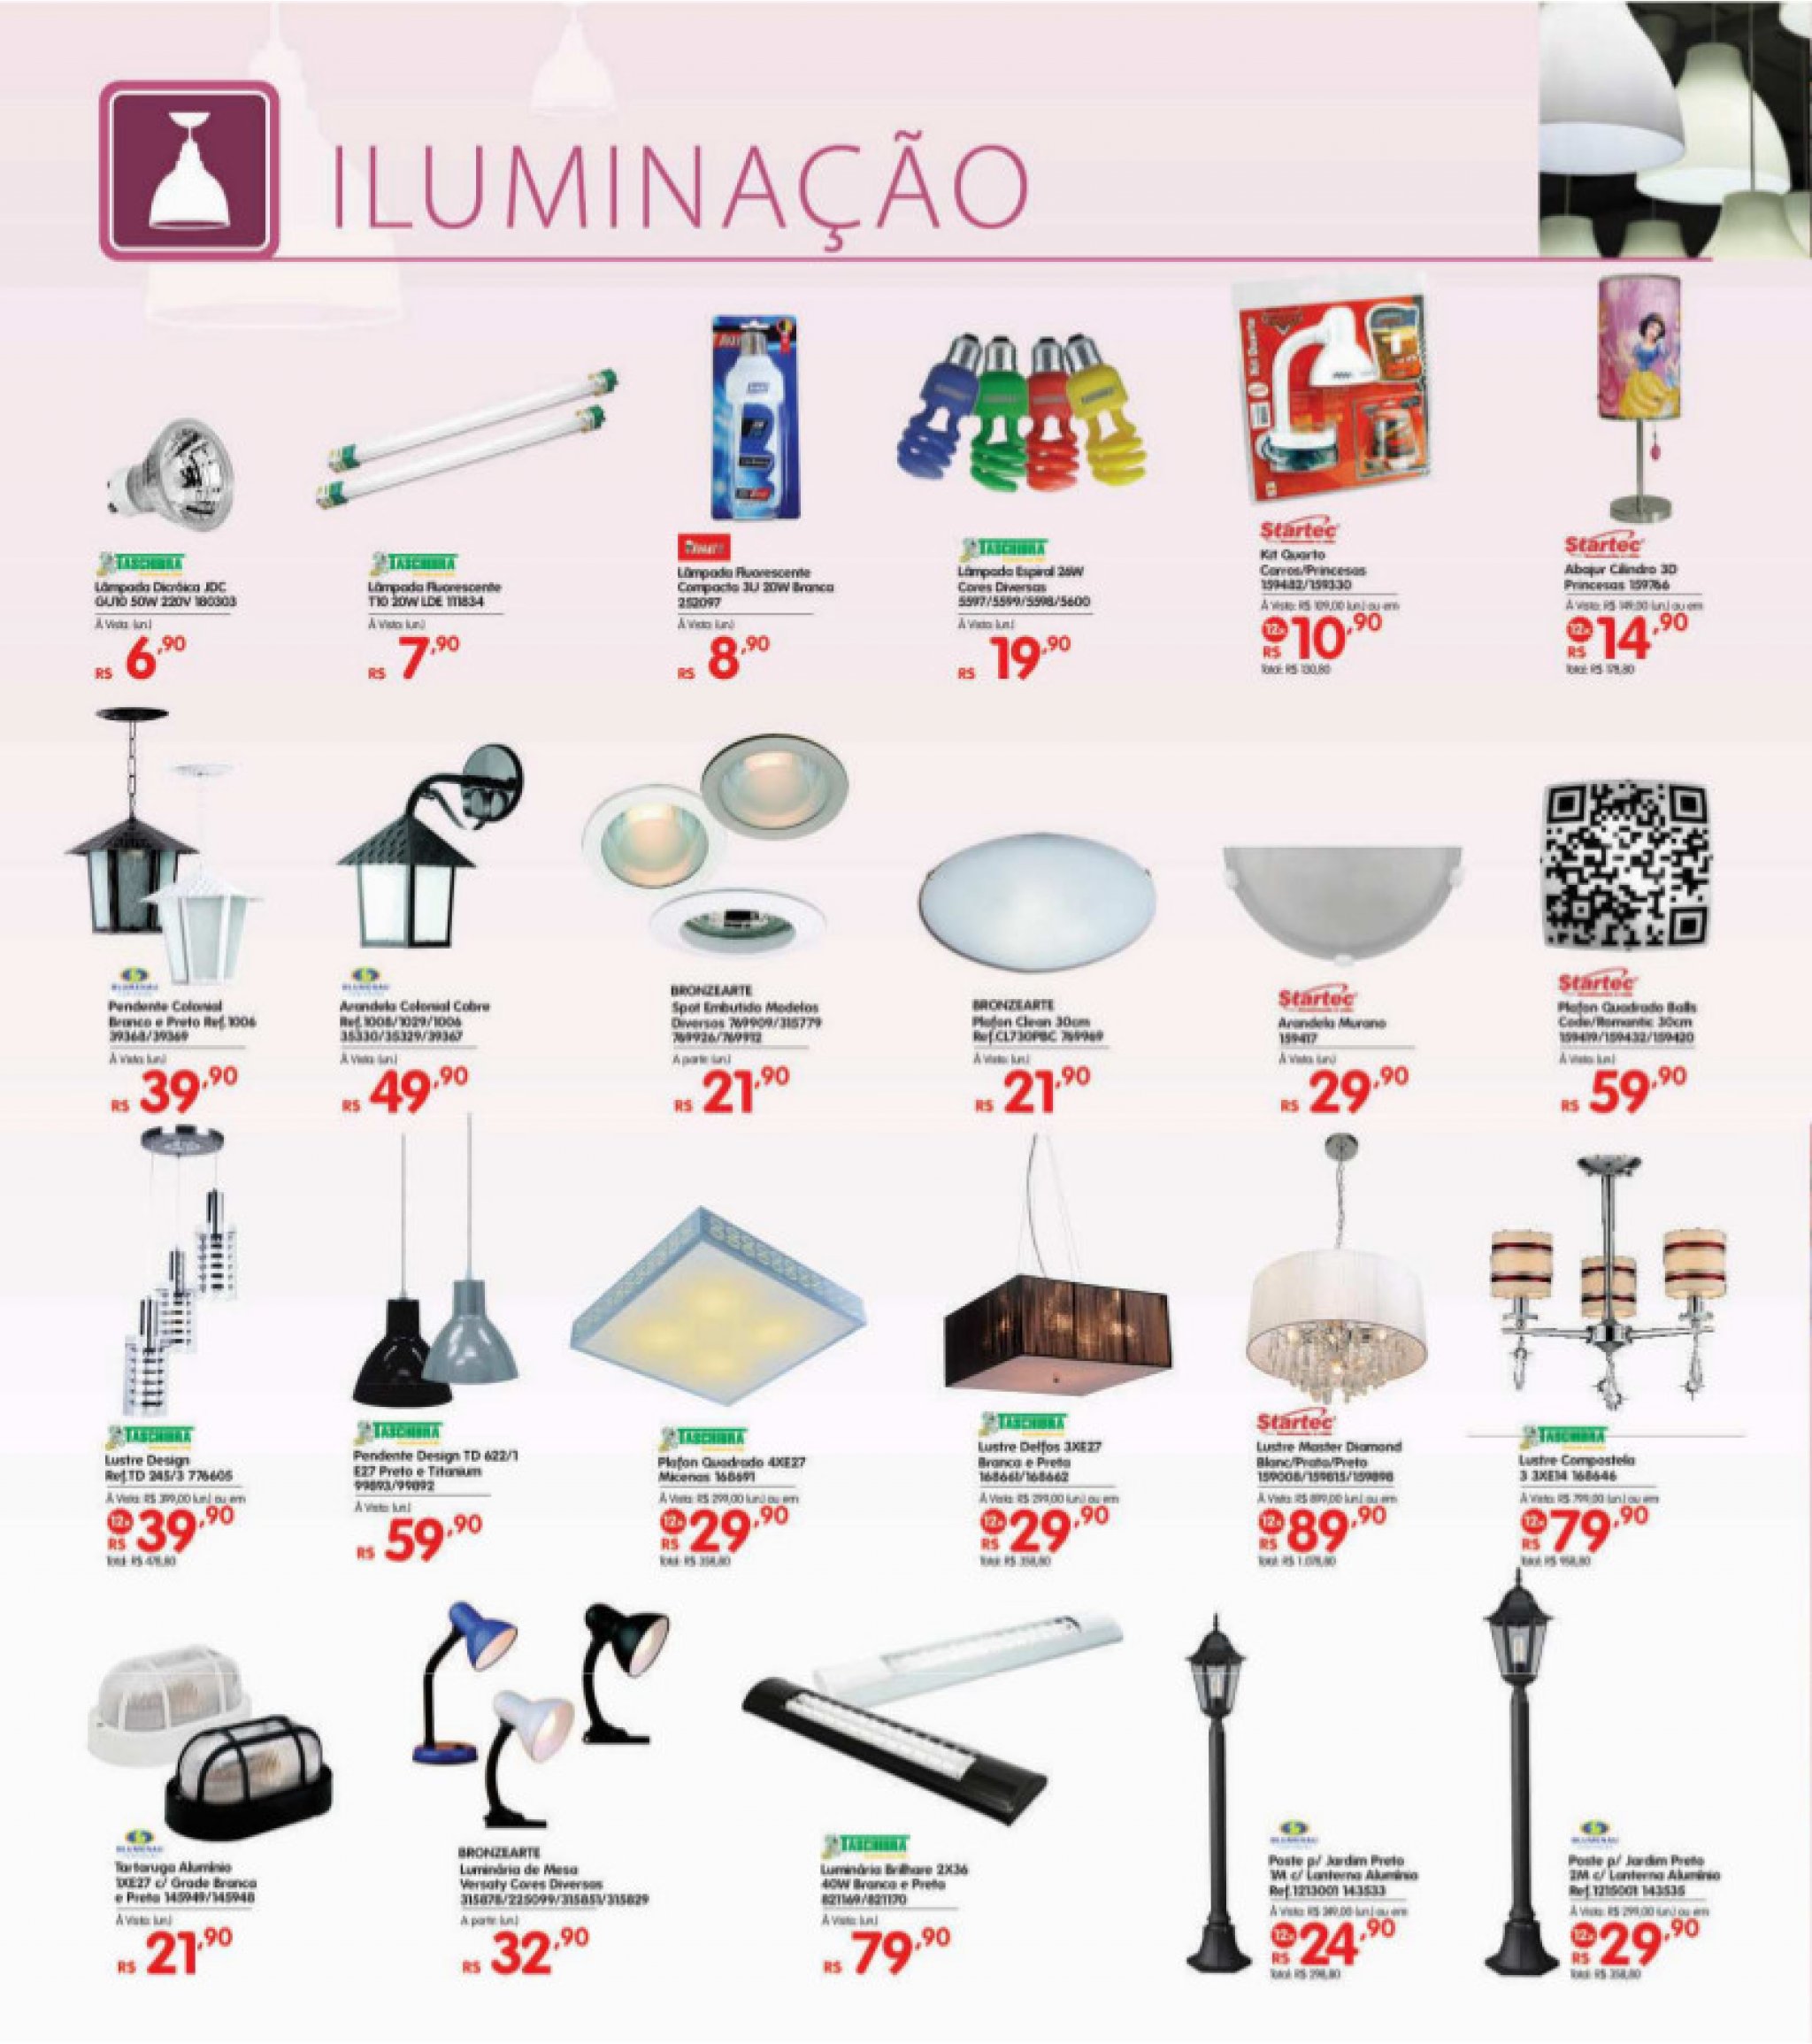 ILUMINAÇÃO
TASCHIBRA
Lâmpada Dicróica JDC
GU10 50W 220V 180303
À Vista (un.)
R$ 6,90
TASCHIBRA
Lâmpada Fluorescente
T10 20W LDE 111834
À Vista (un.)
R$ 7,90
Lâmpada Fluorescente
Compacta 3U 20W Branca
252097
À Vista (un.)
R$ 8,90
TASCHIBRA
Lâmpada Espiral 26W
Cores Diversas
5597/5599/5598/5600
À Vista (un.)
R$ 19,90
Startec
Kit Quarto
Carros/Princesas
159482/159330
À Vista: R$ 109,00 (un.) ou em
12x R$ 10,90
Total: R$ 130,80
Startec
Abajur Cilindro 3D
Princesas 159766
À Vista: R$ 149,00 (un.) ou em
12x R$ 14,90
Total: R$ 178,80
BLUMENAU
Pendente Colonial
Branco e Preto Ref.1006
39368/39369
À Vista (un.)
R$ 39,90
BLUMENAU
Arandela Colonial Cobre
Ref.1008/1029/1006
35330/35329/39367
À Vista (un.)
R$ 49,90
BRONZEARTE
Spot Embutido Modelos
Diversos 769909/315779
769926/769912
A partir (un.)
R$ 21,90
BRONZEARTE
Plafon Clean 30cm
Ref.CL730PBC 769969
À Vista (un.)
R$ 21,90
Startec
Arandela Murano
159417
À Vista (un.)
R$ 29,90
Startec
Plafon Quadrado Balls
Code/Romantic 30cm
159419/159432/159420
À Vista (un.)
R$ 59,90
TASCHIBRA
Lustre Design
Ref.TD 245/3 776605
À Vista: R$ 399,00 (un.) ou em
12x R$ 39,90
Total: R$ 478,80
TASCHIBRA
Pendente Design TD 622/1
E27 Preto e Titanium
99893/99892
À Vista (un.)
R$ 59,90
TASCHIBRA
Plafon Quadrado 4XE27
Micenas 168691
À Vista: R$ 299,00 (un.) ou em
12x R$ 29,90
Total: R$ 358,80
TASCHIBRA
Lustre Delfos 3XE27
Branco e Preto
168661/168662
À Vista: R$ 299,00 (un.) ou em
12x R$ 29,90
Total: R$ 358,80
Startec
Lustre Master Diamond
Blanc/Prata/Preto
159008/159815/159898
À Vista: R$ 899,00 (un.) ou em
12x R$ 89,90
Total: R$ 1.078,80
TASCHIBRA
Lustre Compostela
3 3XE14 168646
À Vista: R$ 799,00 (un.) ou em
12x R$ 79,90
Total: R$ 958,80
BLUMENAU
Tartaruga Alumínio
1XE27 c/ Grade Branca
e Preta 145949/145948
À Vista (un.)
R$ 21,90
BRONZEARTE
Luminária de Mesa
Versaty Cores Diversas
315878/225099/315851/315829
A partir (un.)
R$ 32,90
TASCHIBRA
Luminária Brilhare 2X36
40W Branca e Preta
821169/821170
À Vista (un.)
R$ 79,90
BLUMENAU
Poste p/ Jardim Preto
1M c/ Lanterna Alumínio
Ref.1213001 143533
À Vista: R$ 249,00 (un.) ou em
12x R$ 24,90
Total: R$ 298,80
BLUMENAU
Poste p/ Jardim Preto
2M c/ Lanterna Alumínio
Ref.1215001 143535
À Vista: R$ 299,00 (un.) ou em
12x R$ 29,90
Total: R$ 358,80